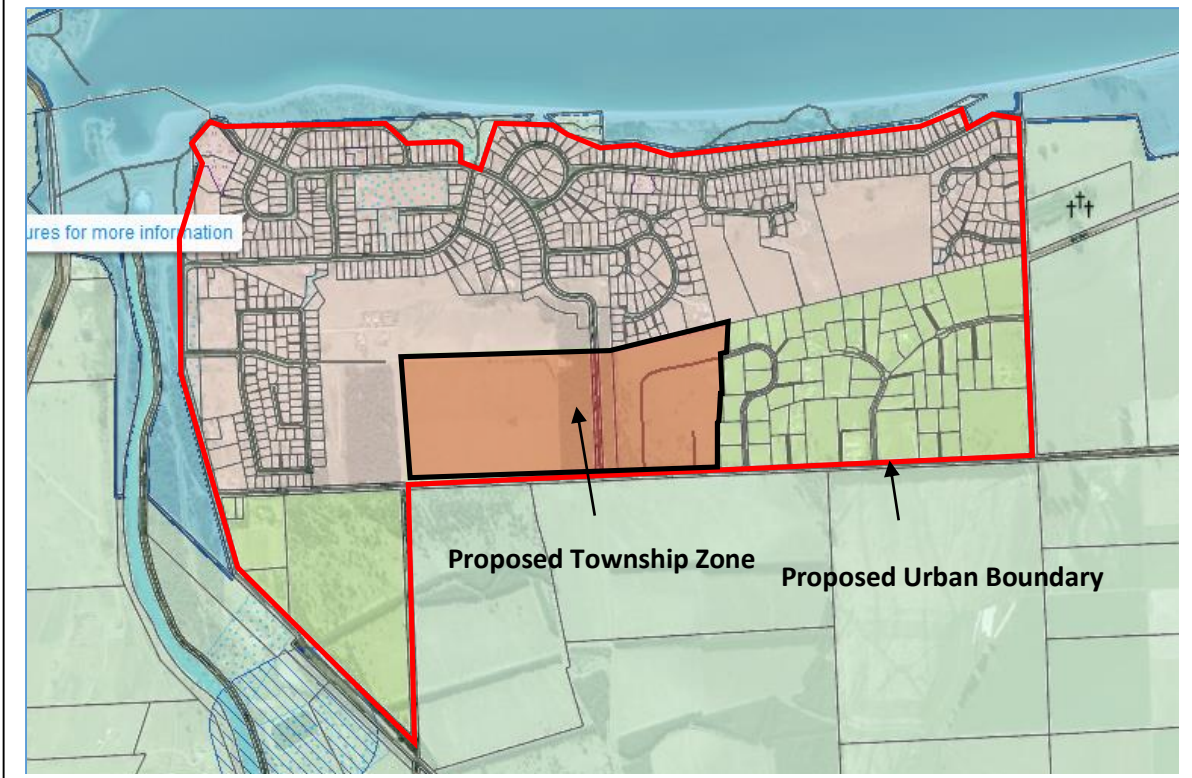 ures for more information
Proposed Township Zone
Proposed Urban Boundary